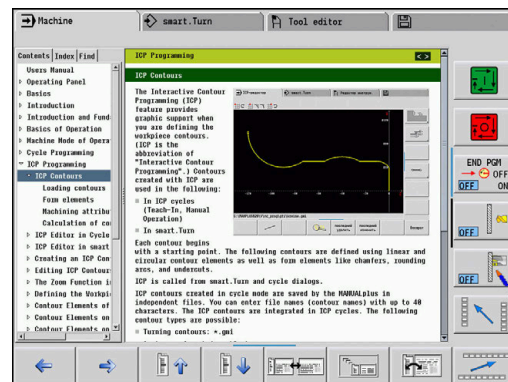 Machine
smart.Turn
Tool editor
Contents Index Find
Users Manual
Operating Panel
Basics
Introduction
Introduction and Fund
Basics of Operation
Machine Mode of Opera
Cycle Programming
ICP Programming
ICP Contours
Loading contours
Form elements
Machining attribu
Calculation of co
ICP Editor in Cycle
ICP Editor in smart
Creating an ICP Con
Editing ICP Contour
The Zoom Function i
Defining the Workpi
Contour Elements of
Contour Elements on
Contour Elements on
ICP Programming
ICP Contours
The Interactive Contour
Programming (ICP)
feature provides
graphic support when
you are defining the
workpiece contours.
(ICP is the
abbreviation of
"Interactive Contour
Programming".) Contours
created with ICP are
used in the following:
In ICP cycles
(Teach-In, Manual
Operation)
In smart.Turn
Each contour begins
with a starting point. The following contours are defined using linear and
circular contour elements as well as form elements like chamfers, rounding
arcs, and undercuts.
ICP is called from smart.Turn and cycle dialogs.
ICP contours created in cycle mode are saved by the MANUALplus in
independent files. You can enter file names (contour names) with up to 40
characters. The ICP contours are integrated in ICP cycles. The following
contour types are possible:
Turning contours: *.gmi
END PGM
OFF
OFF ON
OFF
OFF